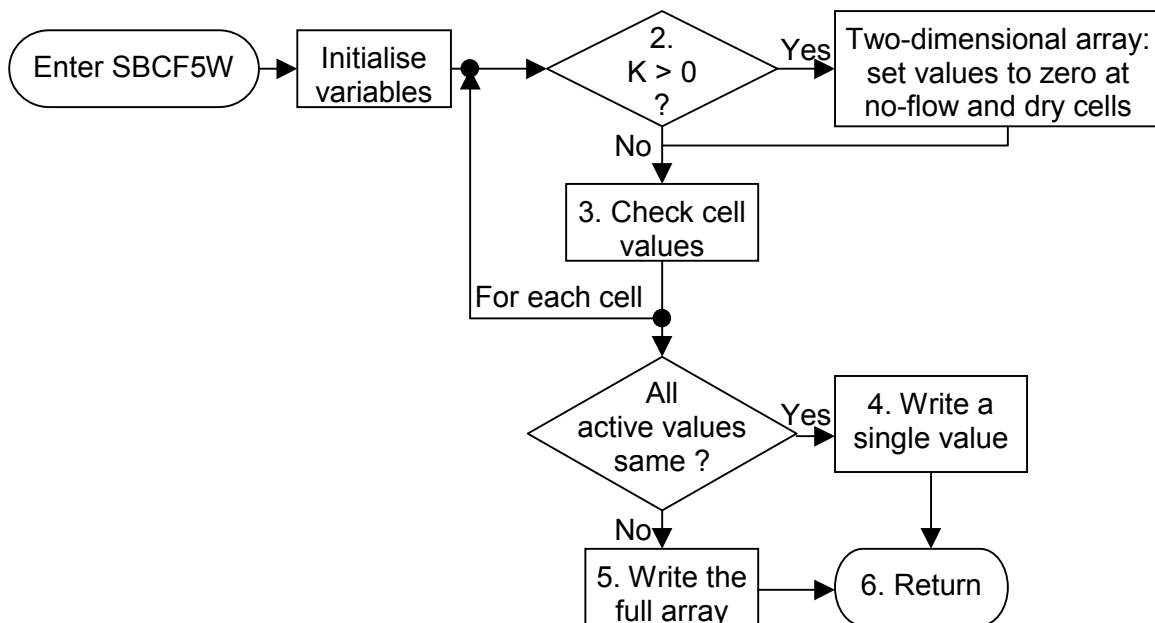 Enter SBCF5W
Initialise
variables
2.
K > 0
?
Yes
Two-dimensional array:
set values to zero at
no-flow and dry cells
No
3. Check cell
values
For each cell
All
active values
same ?
Yes
4. Write a
single value
No
5. Write the
full array
6. Return